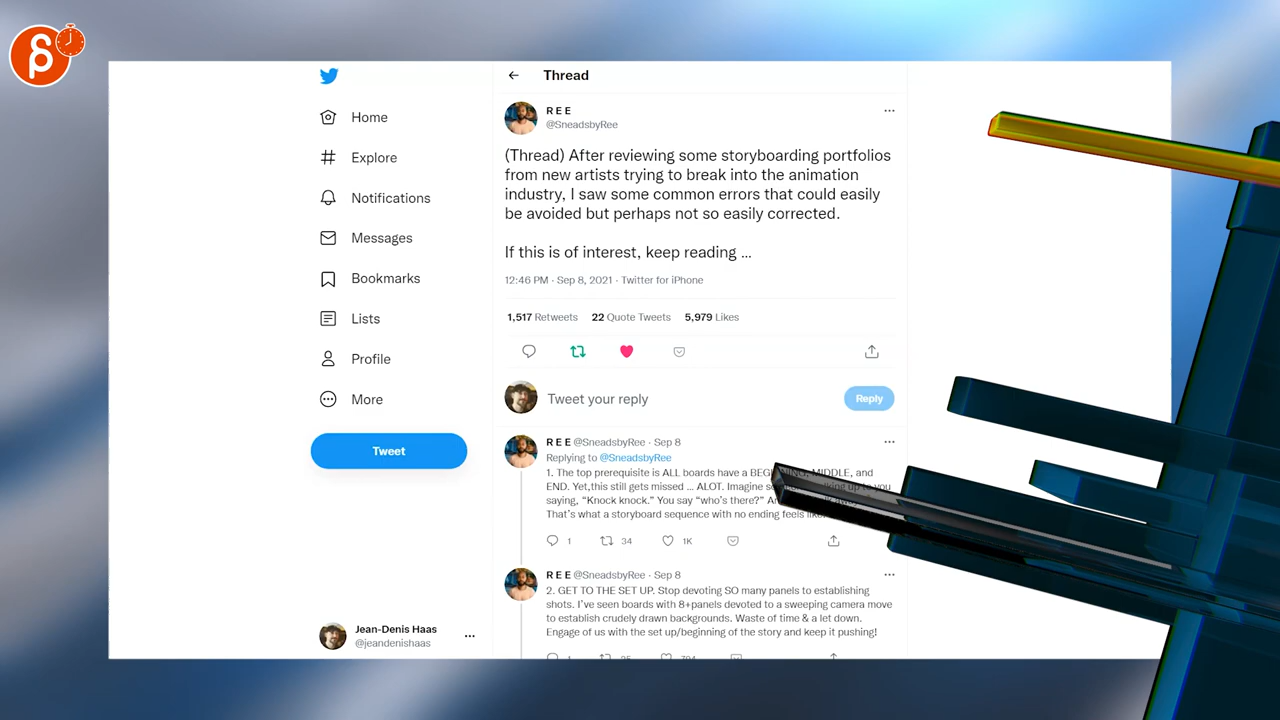 Thread
R E E
@SneadsbyRee
(Thread) After reviewing some storyboarding portfolios
from new artists trying to break into the animation
industry, I saw some common errors that could easily
be avoided but perhaps not so easily corrected.
If this is of interest, keep reading ...
12:46 PM · Sep 8, 2021 · Twitter for iPhone
1,517 Retweets 22 Quote Tweets 5,979 Likes
Tweet your reply
Reply
R E E @SneadsbyRee · Sep 8
Replying to @SneadsbyRee
1. The top prerequisite is ALL boards have a BEGINNING, MIDDLE, and
END. Yet,this still gets missed ... ALOT. Imagine up to you
saying, “Knock knock.” You say “who's there?”
That's what a storyboard sequence with no ending feels
1 34 1K
R E E @SneadsbyRee · Sep 8
2. GET TO THE SET UP. Stop devoting SO many panels to establishing
shots. I've seen boards with 8+panels devoted to a sweeping camera move
to establish crudely drawn backgrounds. Waste of time & a let down.
Engage of us with the set up/beginning of the story and keep it pushing!
Home
Explore
Notifications
Messages
Bookmarks
Lists
Profile
More
Tweet
Jean-Denis Haas
@jeandenishaas